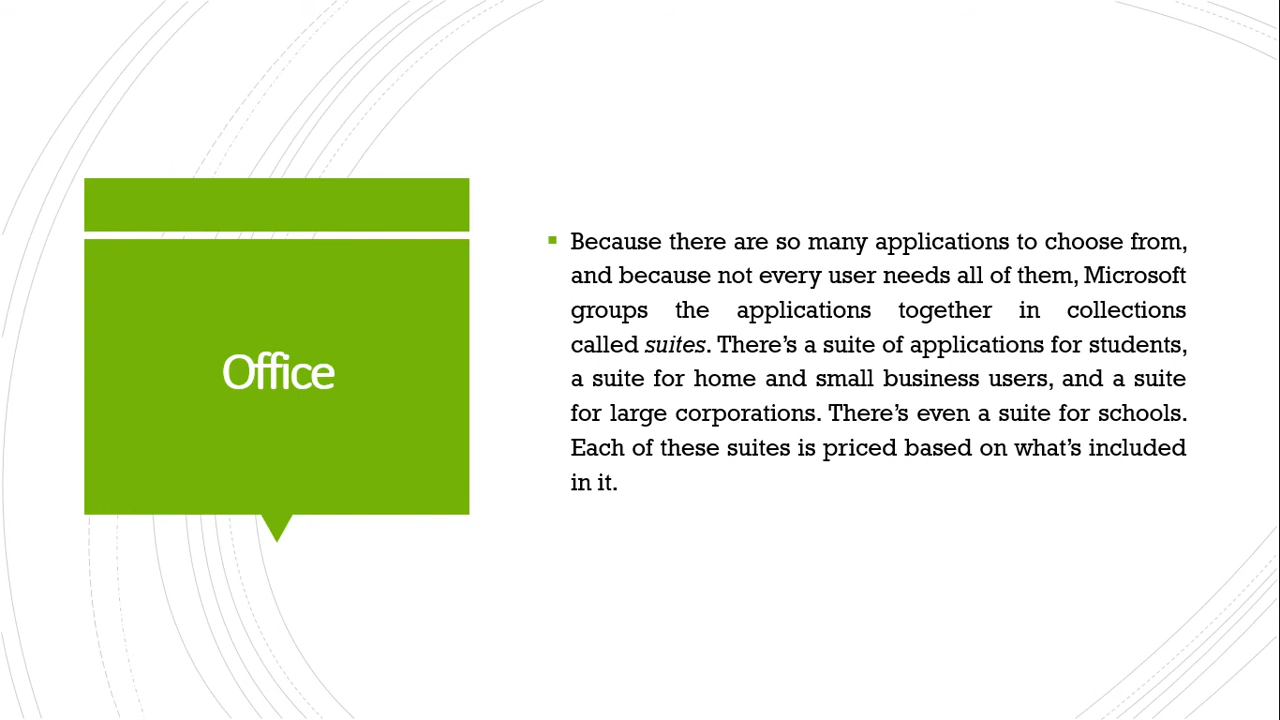 Office
Because there are so many applications to choose from,
and because not every user needs all of them, Microsoft
groups the applications together in collections
called suites. There’s a suite of applications for students,
a suite for home and small business users, and a suite
for large corporations. There’s even a suite for schools.
Each of these suites is priced based on what’s included
in it.